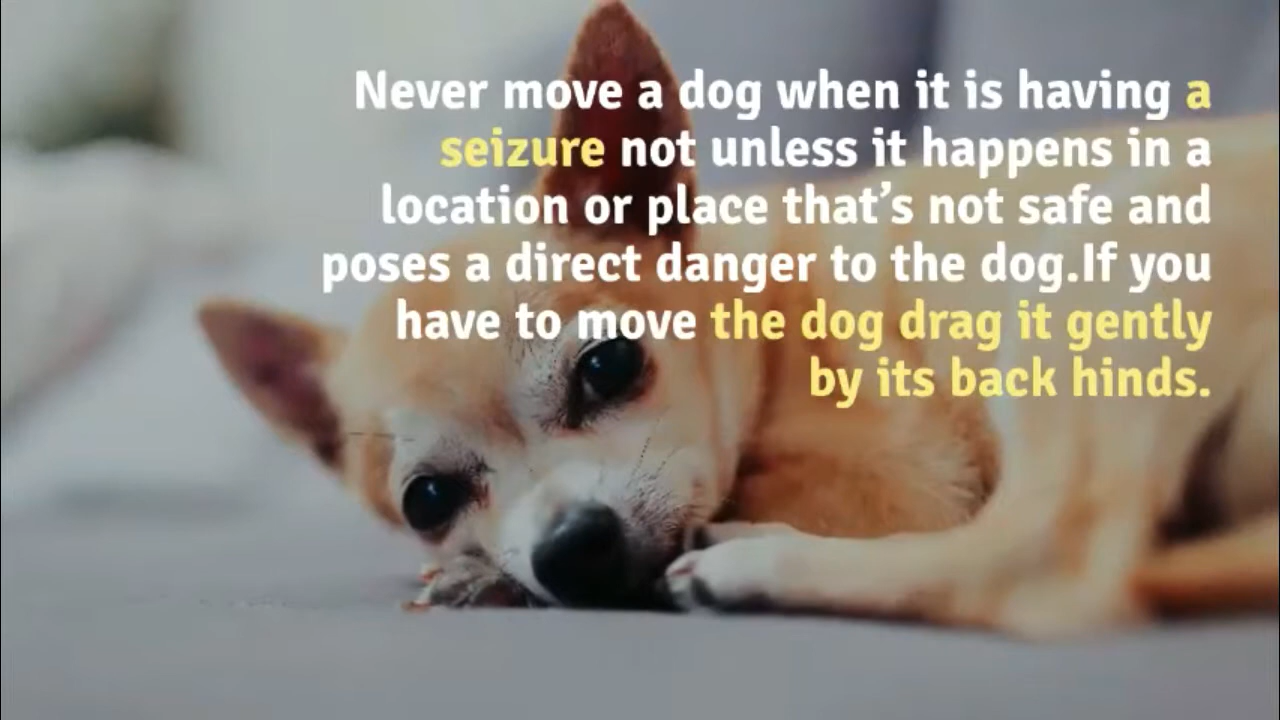 Never move a dog when it is having a
seizure not unless it happens in a
location or place that’s not safe and
poses a direct danger to the dog.If you
have to move the dog drag it gently
by its back hinds.